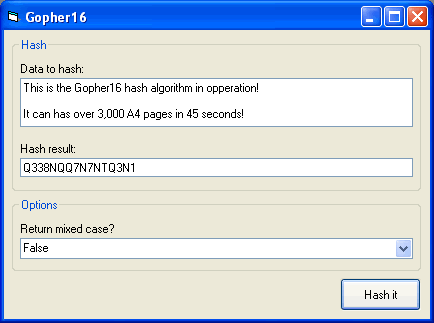 Gopher16
Hash
Data to hash:
This is the Gopher16 hash algorithm in opperation!
It can has over 3,000 A4 pages in 45 seconds!
Hash result:
Q338NQQ7N7NTQ3N1
Options
Return mixed case?
False
Hash it